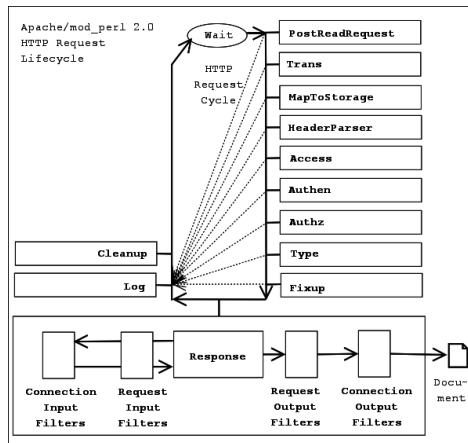 Apache/mod_perl 2.0
HTTP Request
Lifecycle
Wait
HTTP
Request
Cycle
PostReadRequest
Trans
MapToStorage
HeaderParser
Access
Authen
Authz
Type
Fixup
Cleanup
Log
Response
Connection
Input
Filters
Request
Input
Filters
Request
Output
Filters
Connection
Output
Filters
Docu-
ment